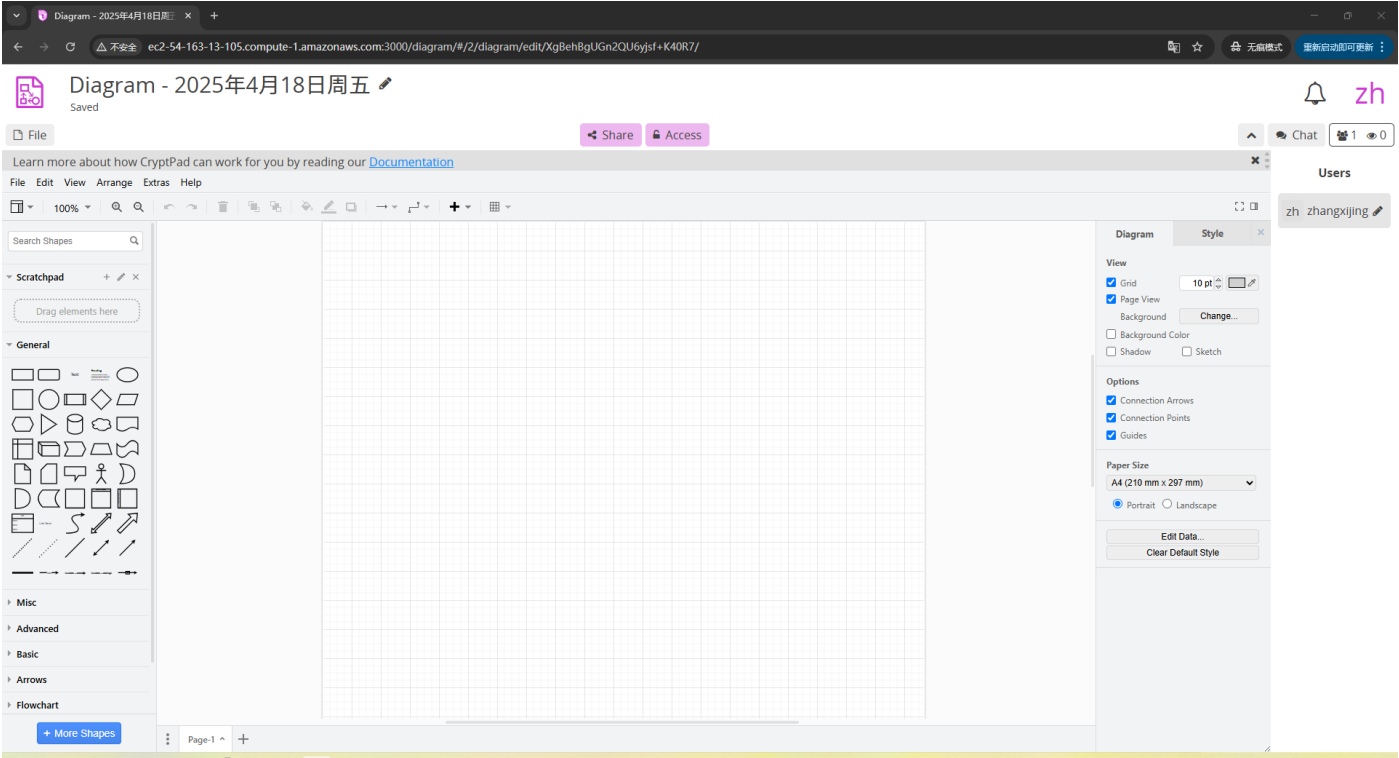 Diagram - 2025年4月18日周五
不安全 ec2-54-163-13-105.compute-1.amazonaws.com:3000/diagram/#/2/diagram/edit/XgBehBgUGn2QU6yjsf+K40R7/ 无痕模式 重新启动即可更新
Diagram - 2025年4月18日周五
Saved
zh
File Share Access Chat 1 0
Learn more about how CryptPad can work for you by reading our Documentation
Users
File Edit View Arrange Extras Help
100%
zh zhangxijing
Search Shapes
Diagram Style
View
Scratchpad
Grid 10 pt
Page View
Drag elements here
Background Change...
Background Color
General
Shadow Sketch
Text
Heading
Options
Connection Arrows
Connection Points
Guides
Paper Size
A4 (210 mm x 297 mm)
Portrait Landscape
Edit Data...
Clear Default Style
Misc
Advanced
Basic
Arrows
Flowchart
+ More Shapes
Page-1